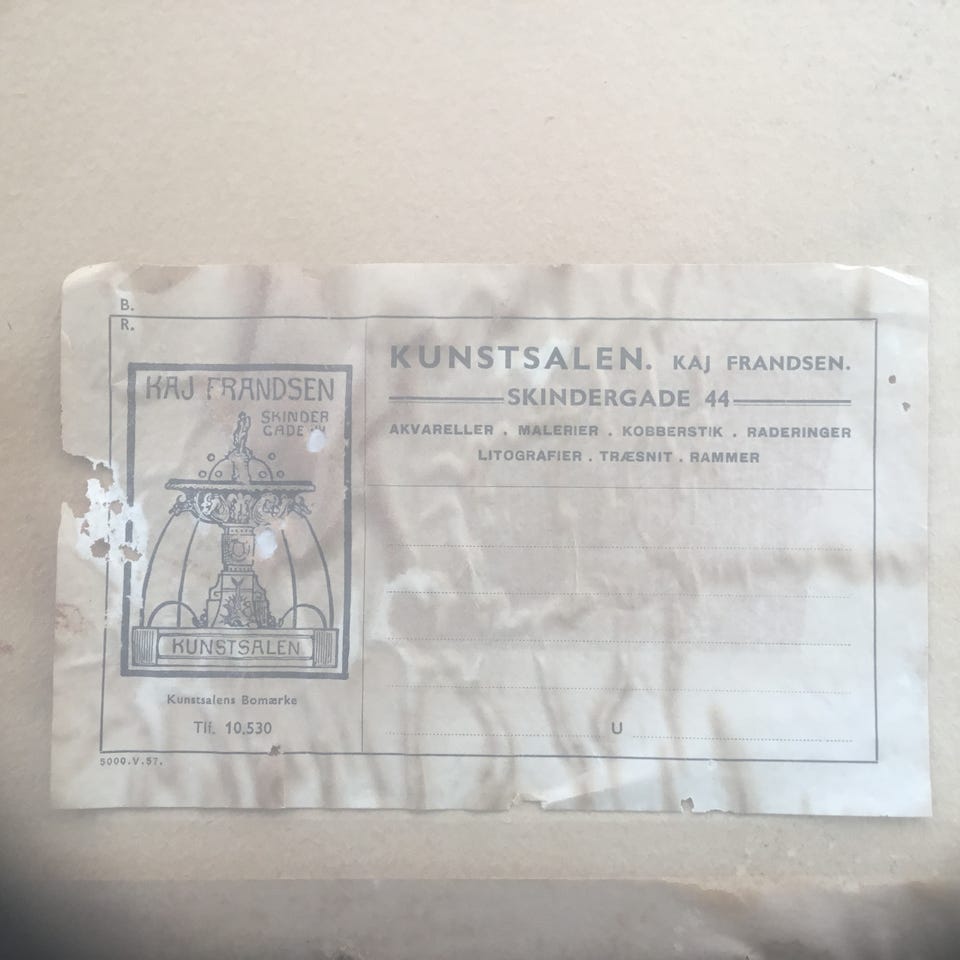 B.
R.
KAJ FRANDSEN
SKINDER
GADE
KUNSTSALEN
Kunstsalens Bomærke
Tlf. 10.530
5000.V.57.
KUNSTSALEN. KAJ FRANDSEN.
SKINDERGADE 44
AKVARELLER . MALERIER . KOBBERSTIK . RADERINGER
LITOGRAFIER . TRÆSNIT . RAMMER
U